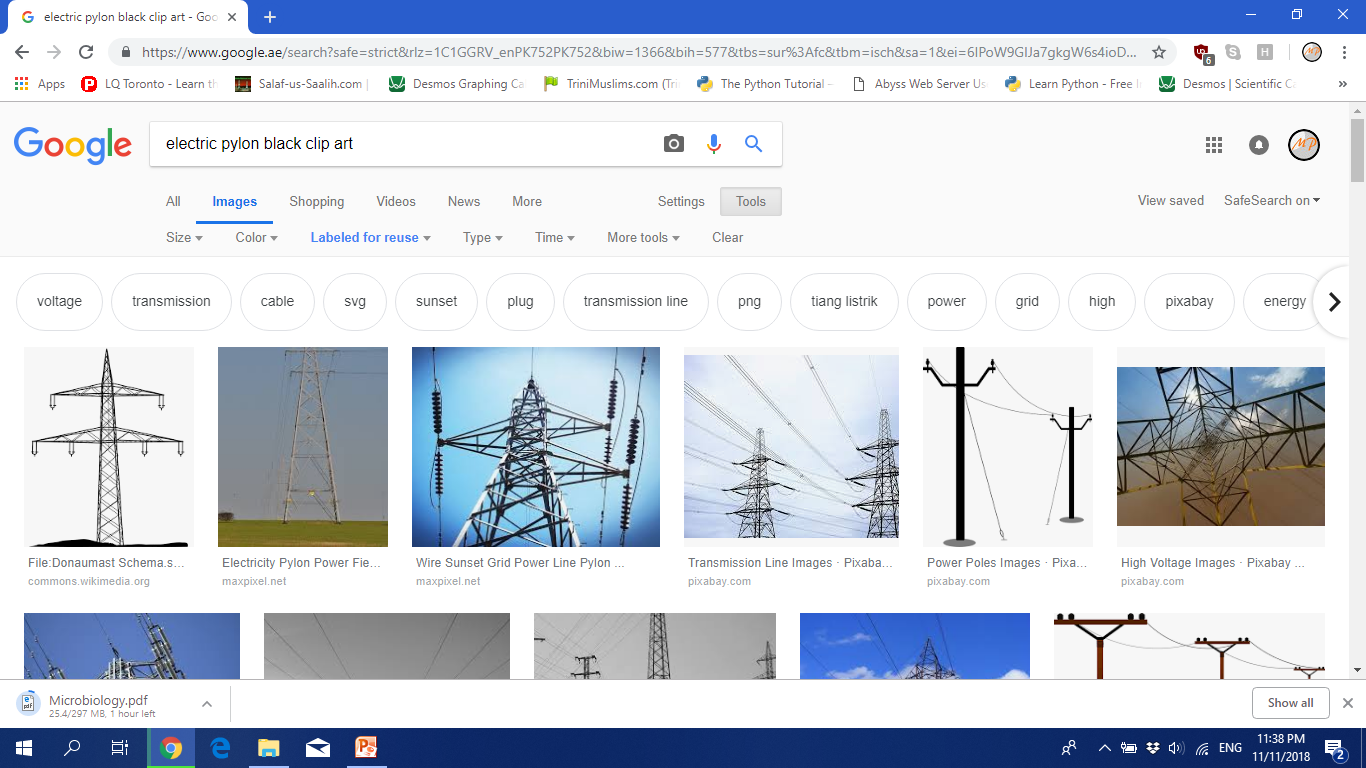 electric pylon black clip art - Goo
https://www.google.ae/search?safe=strict&rlz=1C1GGRV_enPK752PK752&biw=1366&bih=577&tbs=sur%3Afc&tbm=isch&sa=1&ei=6IPoW9GIJa7gkgW6s4ioD...
6
H
MP
Apps
LQ Toronto - Learn th
Salaf-us-Saalih.com |
Desmos Graphing Ca
TriniMuslims.com (Tri
The Python Tutorial –
Abyss Web Server Us
Learn Python - Free I
Desmos | Scientific Ca
»
Google
electric pylon black clip art
MP
All
Images
Shopping
Videos
News
More
Settings
Tools
View saved
SafeSearch on
Size
Color
Labeled for reuse
Type
Time
More tools
Clear
voltage
transmission
cable
svg
sunset
plug
transmission line
png
tiang listrik
power
grid
high
pixabay
energy
File:Donaumast Schema.s...
commons.wikimedia.org
Electricity Pylon Power Fie...
maxpixel.net
Wire Sunset Grid Power Line Pylon ...
maxpixel.net
Transmission Line Images · Pixaba...
pixabay.com
Power Poles Images · Pixa...
pixabay.com
High Voltage Images · Pixabay ...
pixabay.com
Microbiology.pdf
25.4/297 MB, 1 hour left
Show all
ENG
11:38 PM
11/11/2018
2